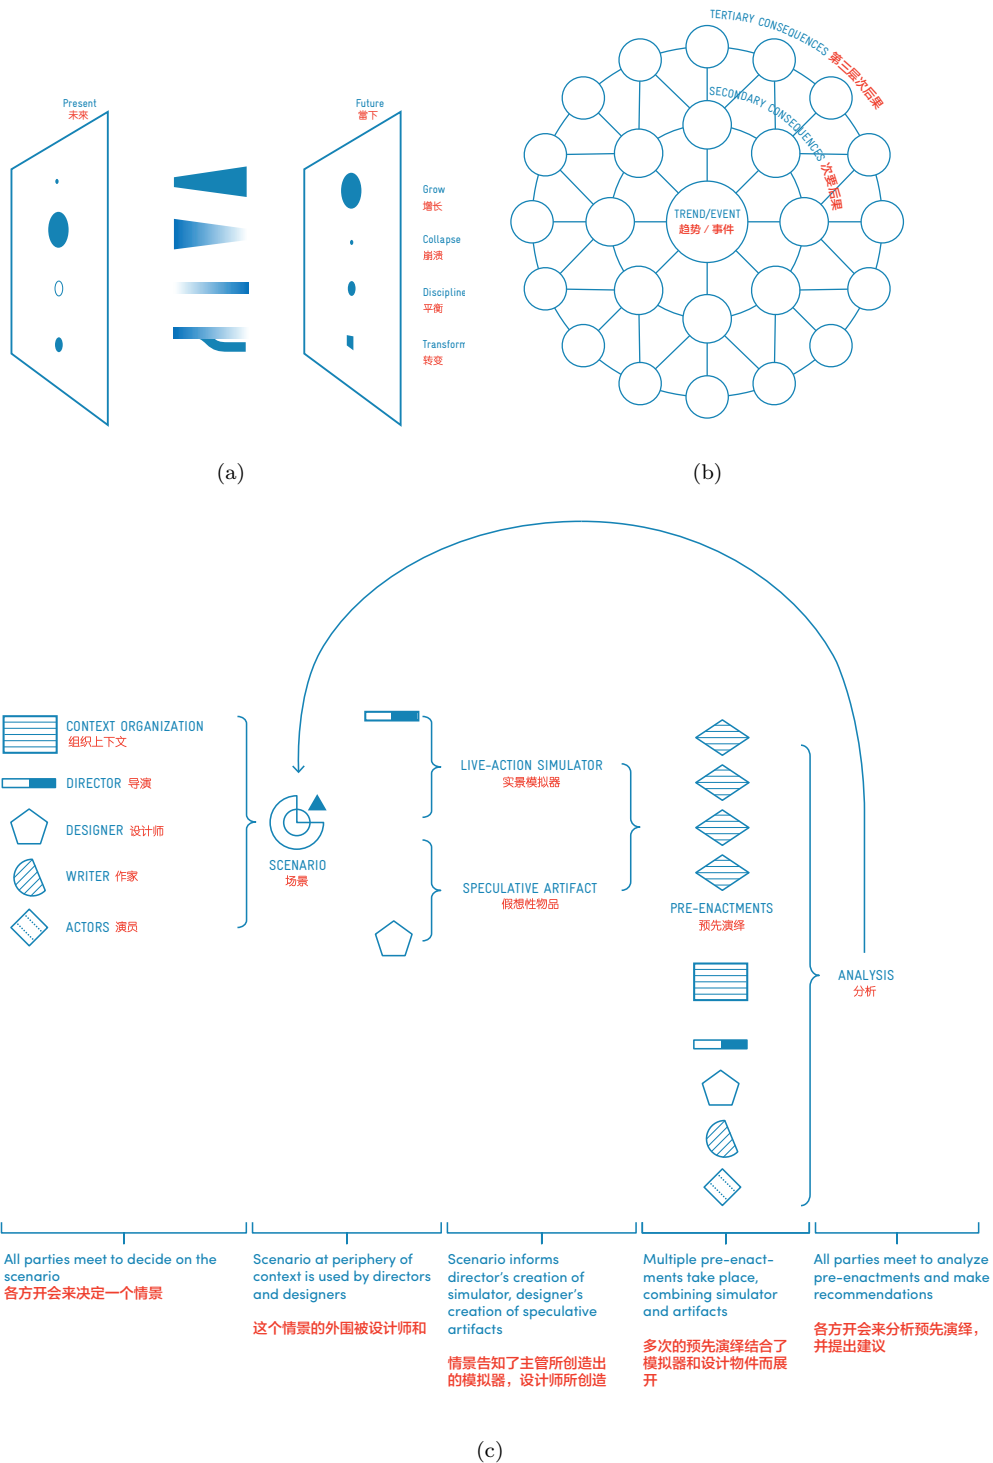 Present
未來
Future
當下
Grow
增长
Collapse
崩溃
Discipline
平衡
Transform
转变
TERTIARY CONSEQUENCES 第三层次后果
SECONDARY CONSEQUENCES 次要后果
TREND/EVENT
趋势 / 事件
(a)
(b)
CONTEXT ORGANIZATION
组织上下文
DIRECTOR 导演
DESIGNER 设计师
WRITER 作家
ACTORS 演员
SCENARIO
场景
LIVE-ACTION SIMULATOR
实景模拟器
SPECULATIVE ARTIFACT
假想性物品
PRE-ENACTMENTS
预先演绎
ANALYSIS
分析
All parties meet to decide on the
scenario
各方开会来决定一个情景
Scenario at periphery of
context is used by directors
and designers
这个情景的外围被设计师和
Scenario informs
director's creation of
simulator, designer's
creation of speculative
artifacts
情景告知了主管所创造出
的模拟器，设计师所创造
Multiple pre-enact-
ments take place,
combining simulator
and artifacts
多次的预先演绎结合了
模拟器和设计物件而展
开
All parties meet to analyze
pre-enactments and make
recommendations
各方开会来分析预先演绎，
并提出建议
(c)